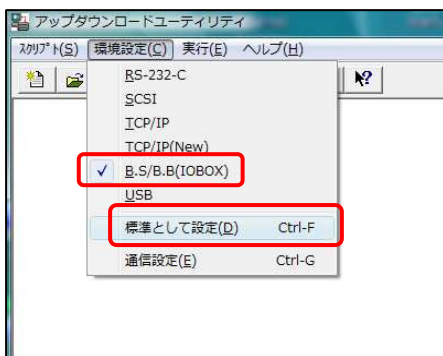 アップダウンロードユーティリティ
ｽｸﾘﾌﾟﾄ(S) 環境設定(C) 実行(E) ヘルプ(H)
RS-232-C
SCSI
TCP/IP
TCP/IP(New)
✓ B.S/B.B(IOBOX)
USB
標準として設定(D) Ctrl-F
通信設定(E) Ctrl-G